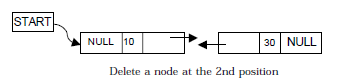 START
NULL 10 30 NULL
Delete a node at the 2nd position